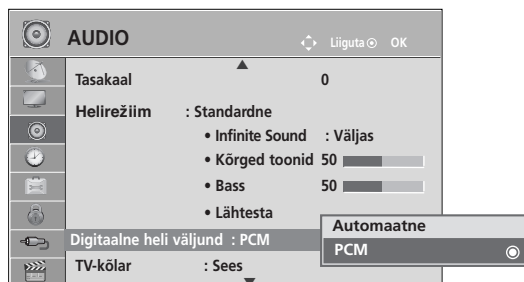 AUDIO Liiguta OK
Tasakaal 0
Helirežiim : Standardne
• Infinite Sound : Väljas
• Kõrged toonid 50
• Bass 50
• Lähtesta
Digitaalne heli väljund : PCM
TV-kõlar : Sees
Automaatne
PCM